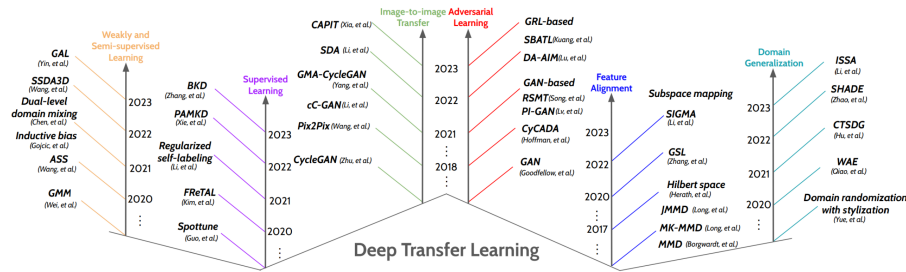 Weakly and
Semi-supervised
Learning
GAL
(Yin, et al.)
SSDA3D
(Wang, et al.)
Dual-level
domain mixing
(Chen, et al.)
Inductive bias
(Gojcic, et al.)
ASS
(Wang, et al.)
GMM
(Wei, et al.)
2023
2022
2021
2020
Supervised
Learning
BKD
(Zhang, et al.)
PAMKD
(Xie, et al.)
Regularized
self-labeling
(Li, et al.)
FReTAL
(Kim, et al.)
Spottune
(Guo, et al.)
2023
2022
2021
2020
Image-to-image
Transfer
CAPIT (Xia, et al.)
SDA (Li, et al.)
GMA-CycleGAN
(Yang, et al.)
cC-GAN(Li, et al.)
Pix2Pix (Wang, et al.)
CycleGAN (Zhu, et al.)
2023
2022
2021
2018
Adversarial
Learning
GRL-based
SBATL(Kuang, et al.)
DA-AIM(Lu, et al.)
GAN-based
RSMT(Song, et al.)
PI-GAN(Lv, et al.)
CyCADA
(Hoffman, et al.)
GAN
(Goodfellow, et al.)
Feature
Alignment
Subspace mapping
SIGMA
(Li et al.)
GSL
(Zhang, et al.)
Hilbert space
(Herath, et al.)
JMMD (Long, et al.)
MK-MMD (Long, et al.)
MMD (Borgwardt, et al.)
2023
2022
2020
2017
Domain
Generalization
ISSA
(Li et al.)
SHADE
(Zhao, et al.)
CTSDG
(Hu, et al.)
WAE
(Qiao, et al.)
Domain randomization
with stylization
(Yue, et al.)
2023
2022
2021
2020
Deep Transfer Learning